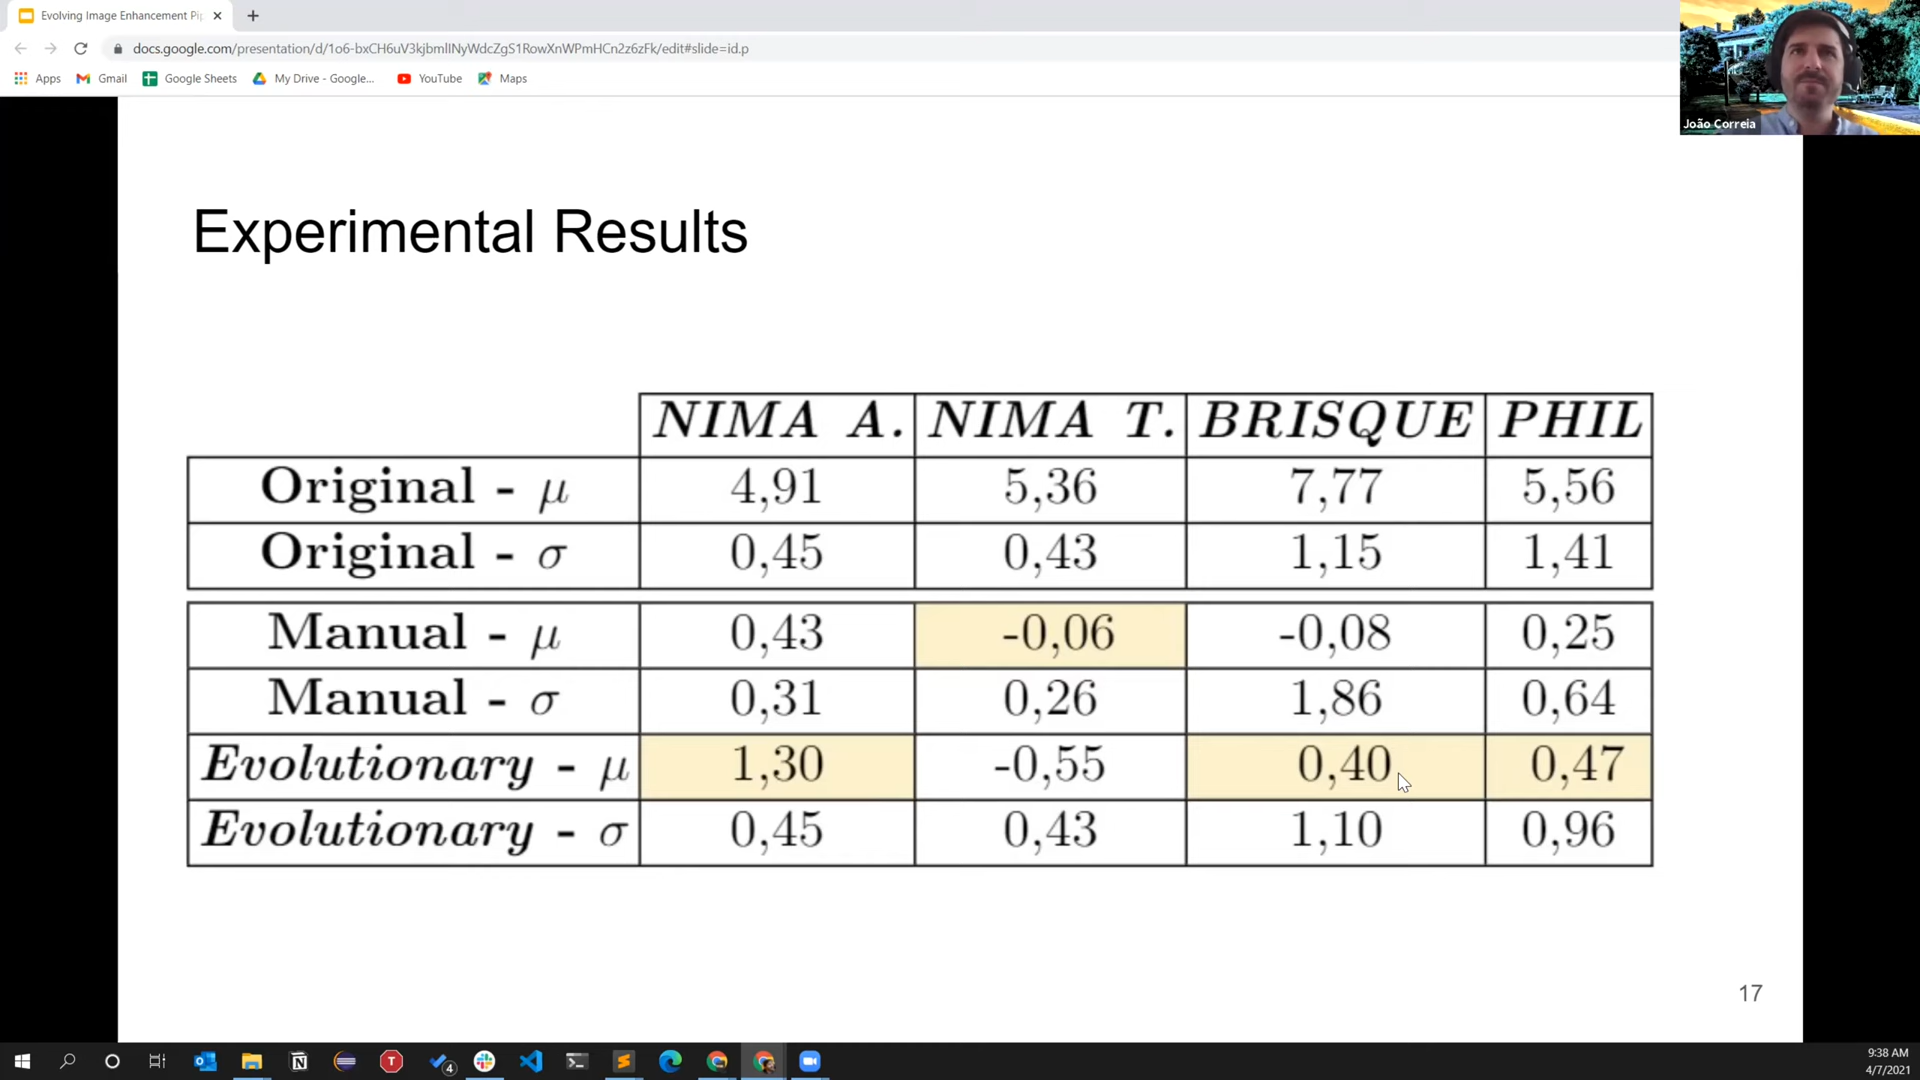 Evolving Image Enhancement Pi
docs.google.com/presentation/d/1o6-bxCH6uV3kjbmlINyWdcZgS1RowXnWPmHCn2z6zFk/edit#slide=id.p
Apps Gmail Google Sheets My Drive - Google... YouTube Maps
João Correia
Experimental Results
NIMA A. NIMA T. BRISQUE PHIL
Original - μ 4,91 5,36 7,77 5,56
Original - σ 0,45 0,43 1,15 1,41
Manual - μ 0,43 -0,06 -0,08 0,25
Manual - σ 0,31 0,26 1,86 0,64
Evolutionary - μ 1,30 -0,55 0,40 0,47
Evolutionary - σ 0,45 0,43 1,10 0,96
17
T
4
9:38 AM
4/7/2021